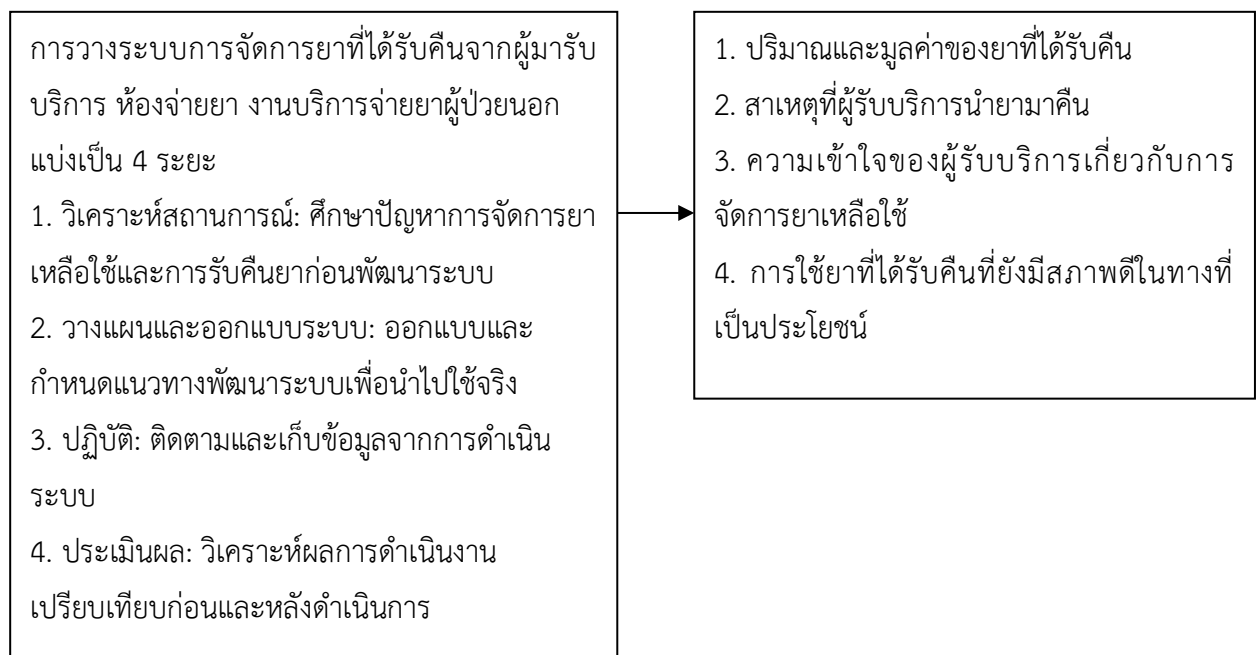 การวางระบบการจัดการยาที่ได้รับคืนจากผู้มารับ
บริการ ห้องจ่ายยา งานบริการจ่ายยาผู้ป่วยนอก
แบ่งเป็น 4 ระยะ
1. วิเคราะห์สถานการณ์: ศึกษาปัญหาการจัดการยา
เหลือใช้และการรับคืนยาก่อนพัฒนาระบบ
2. วางแผนและออกแบบระบบ: ออกแบบและ
กำหนดแนวทางพัฒนาระบบเพื่อนำไปใช้จริง
3. ปฏิบัติ: ติดตามและเก็บข้อมูลจากการดำเนิน
ระบบ
4. ประเมินผล: วิเคราะห์ผลการดำเนินงาน
เปรียบเทียบก่อนและหลังดำเนินการ
1. ปริมาณและมูลค่าของยาที่ได้รับคืน
2. สาเหตุที่ผู้รับบริการนำยามาคืน
3. ความเข้าใจของผู้รับบริการเกี่ยวกับการ
จัดการยาเหลือใช้
4. การใช้ยาที่ได้รับคืนที่ยังมีสภาพดีในทางที่
เป็นประโยชน์